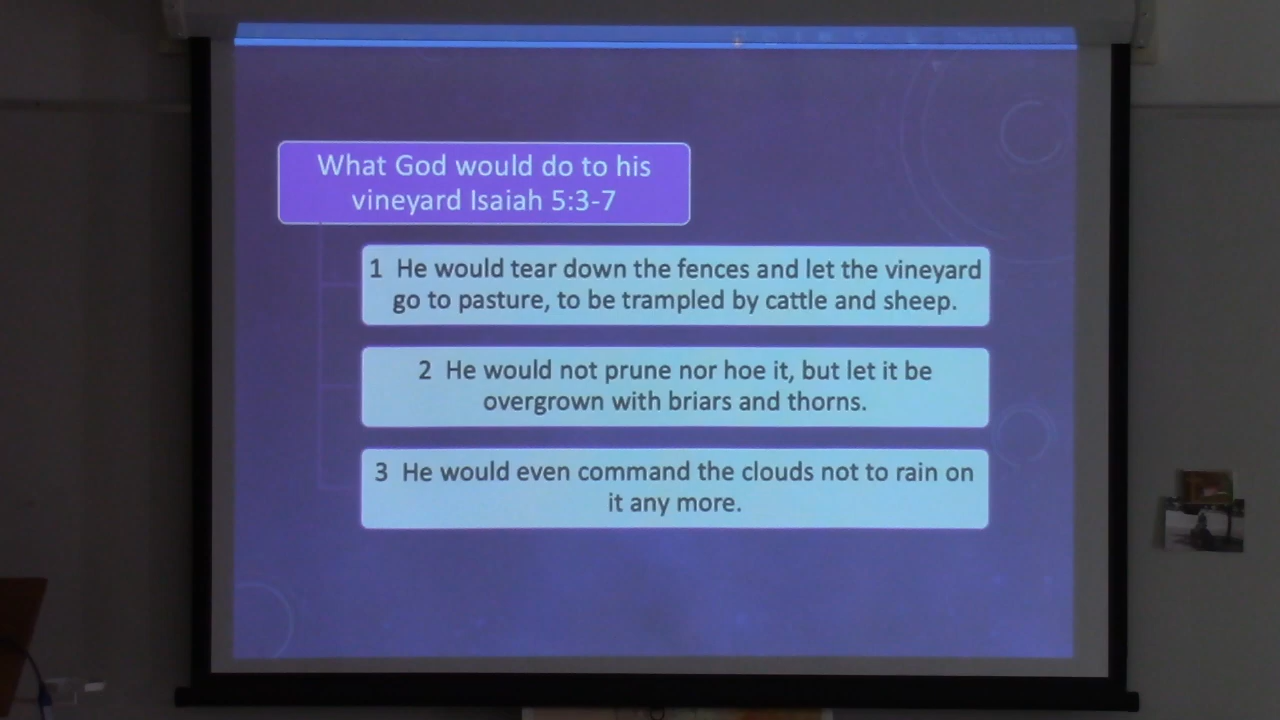 What God would do to his
vineyard Isaiah 5:3-7
1 He would tear down the fences and let the vineyard
go to pasture, to be trampled by cattle and sheep.
2 He would not prune nor hoe it, but let it be
overgrown with briars and thorns.
3 He would even command the clouds not to rain on
it any more.